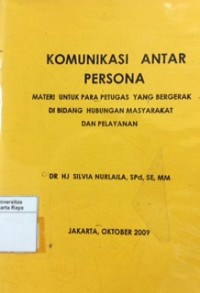 KOMUNIKASI ANTAR
PERSONA
MATERI UNTUK PARA PETUGAS YANG BERGERAK
DI BIDANG HUBUNGAN MASYARAKAT
DAN PELAYANAN
DR HJ SILVIA NURLAILA, SPd, SE, MM
JAKARTA, OKTOBER 2009